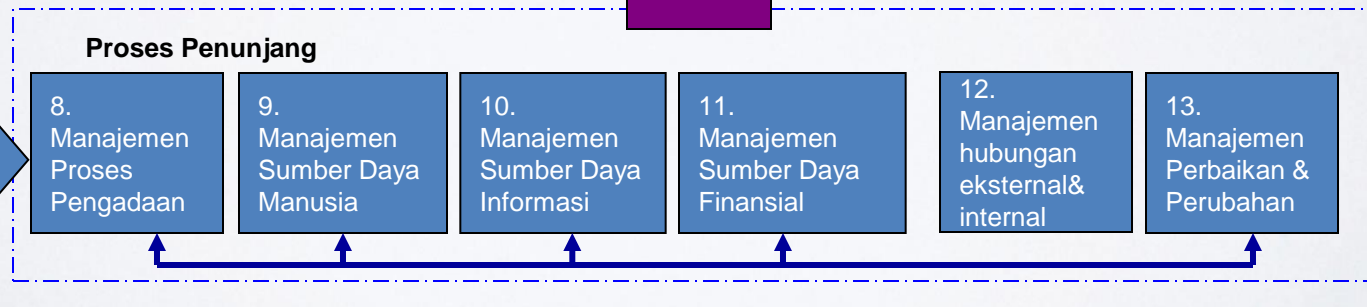 Proses Penunjang
8.
Manajemen
Proses
Pengadaan
9.
Manajemen
Sumber Daya
Manusia
10.
Manajemen
Sumber Daya
Informasi
11.
Manajemen
Sumber Daya
Finansial
12.
Manajemen
hubungan
eksternal&
internal
13.
Manajemen
Perbaikan &
Perubahan